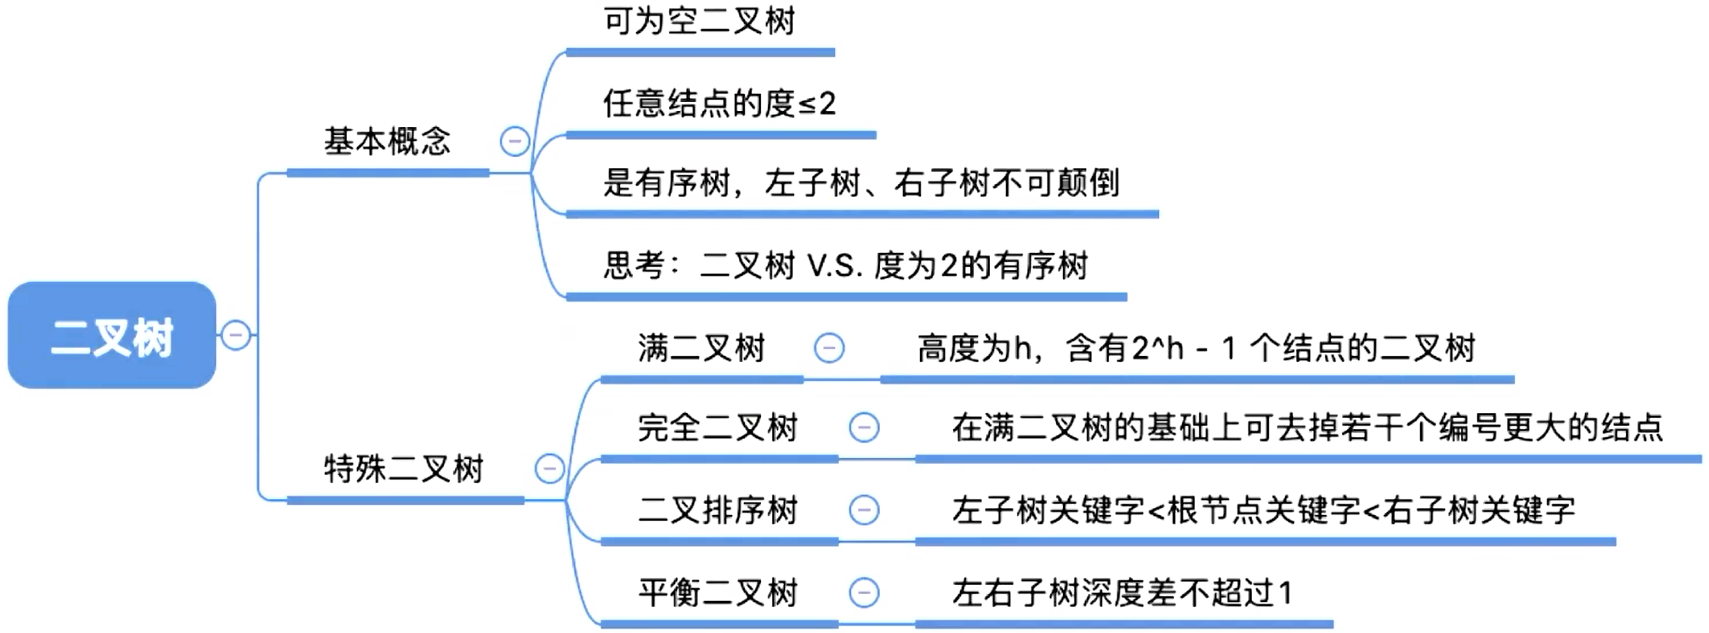 二叉树
基本概念
可为空二叉树
任意结点的度≤2
是有序树，左子树、右子树不可颠倒
思考：二叉树 V.S. 度为2的有序树
特殊二叉树
满二叉树
高度为h，含有2^h - 1 个结点的二叉树
完全二叉树
在满二叉树的基础上可去掉若干个编号更大的结点
二叉排序树
左子树关键字<根节点关键字<右子树关键字
平衡二叉树
左右子树深度差不超过1